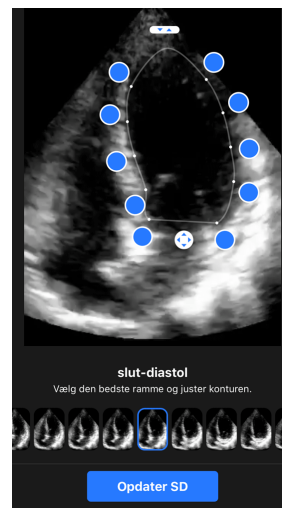 slut-diastol
Vælg den bedste ramme og juster konturen.
Opdater SD